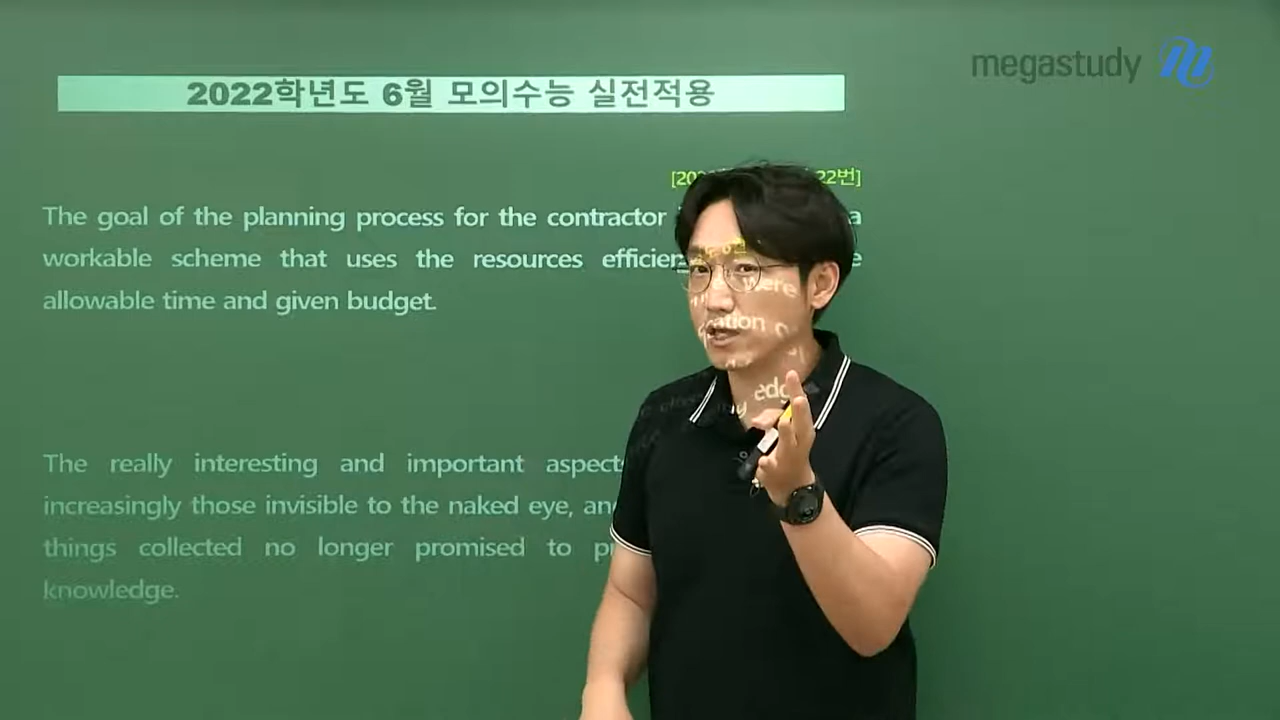 megastudy
2022학년도 6월 모의수능 실전적용
22번]
The goal of the planning process for the contractor a
workable scheme that uses the resources
allowable time and given budget.
The really interesting and important
increasingly those invisible to the naked eye,
things collected no longer promised to
knowledge.